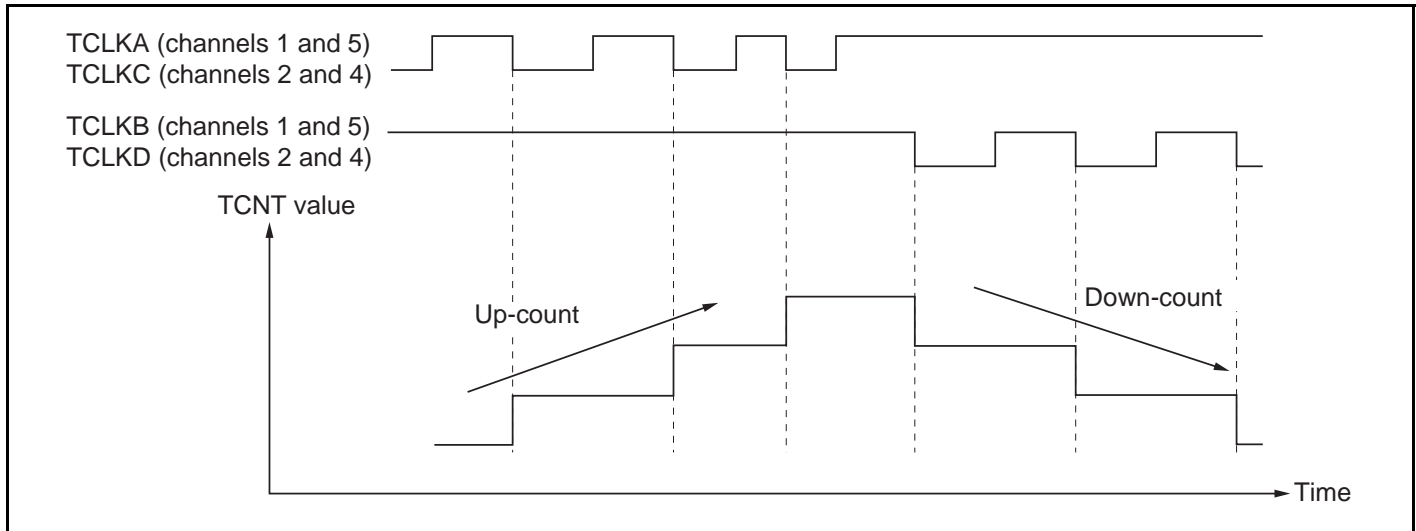 TCLKA (channels 1 and 5)
TCLKC (channels 2 and 4)
TCLKB (channels 1 and 5)
TCLKD (channels 2 and 4)
TCNT value
Up-count
Down-count
Time